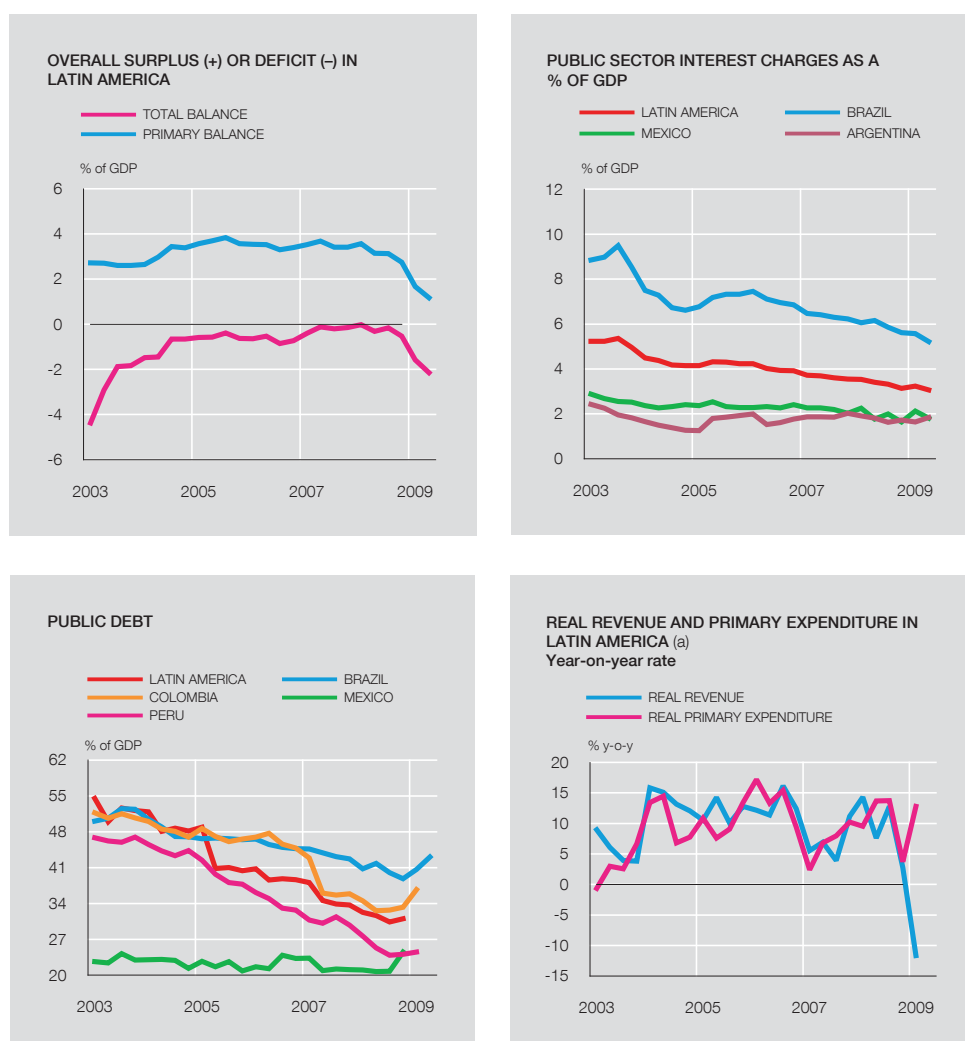 OVERALL SURPLUS (+) OR DEFICIT (–) IN
LATIN AMERICA
TOTAL BALANCE
PRIMARY BALANCE
% of GDP
6
4
2
0
-2
-4
-6
2003 2005 2007 2009
PUBLIC SECTOR INTEREST CHARGES AS A
% OF GDP
LATIN AMERICA BRAZIL
MEXICO ARGENTINA
% of GDP
12
10
8
6
4
2
0
2003 2005 2007 2009
PUBLIC DEBT
LATIN AMERICA BRAZIL
COLOMBIA MEXICO
PERU
% of GDP
62
55
48
41
34
27
20
2003 2005 2007 2009
REAL REVENUE AND PRIMARY EXPENDITURE IN
LATIN AMERICA (a)
Year-on-year rate
REAL REVENUE
REAL PRIMARY EXPENDITURE
% y-o-y
20
15
10
5
0
-5
-10
-15
2003 2005 2007 2009